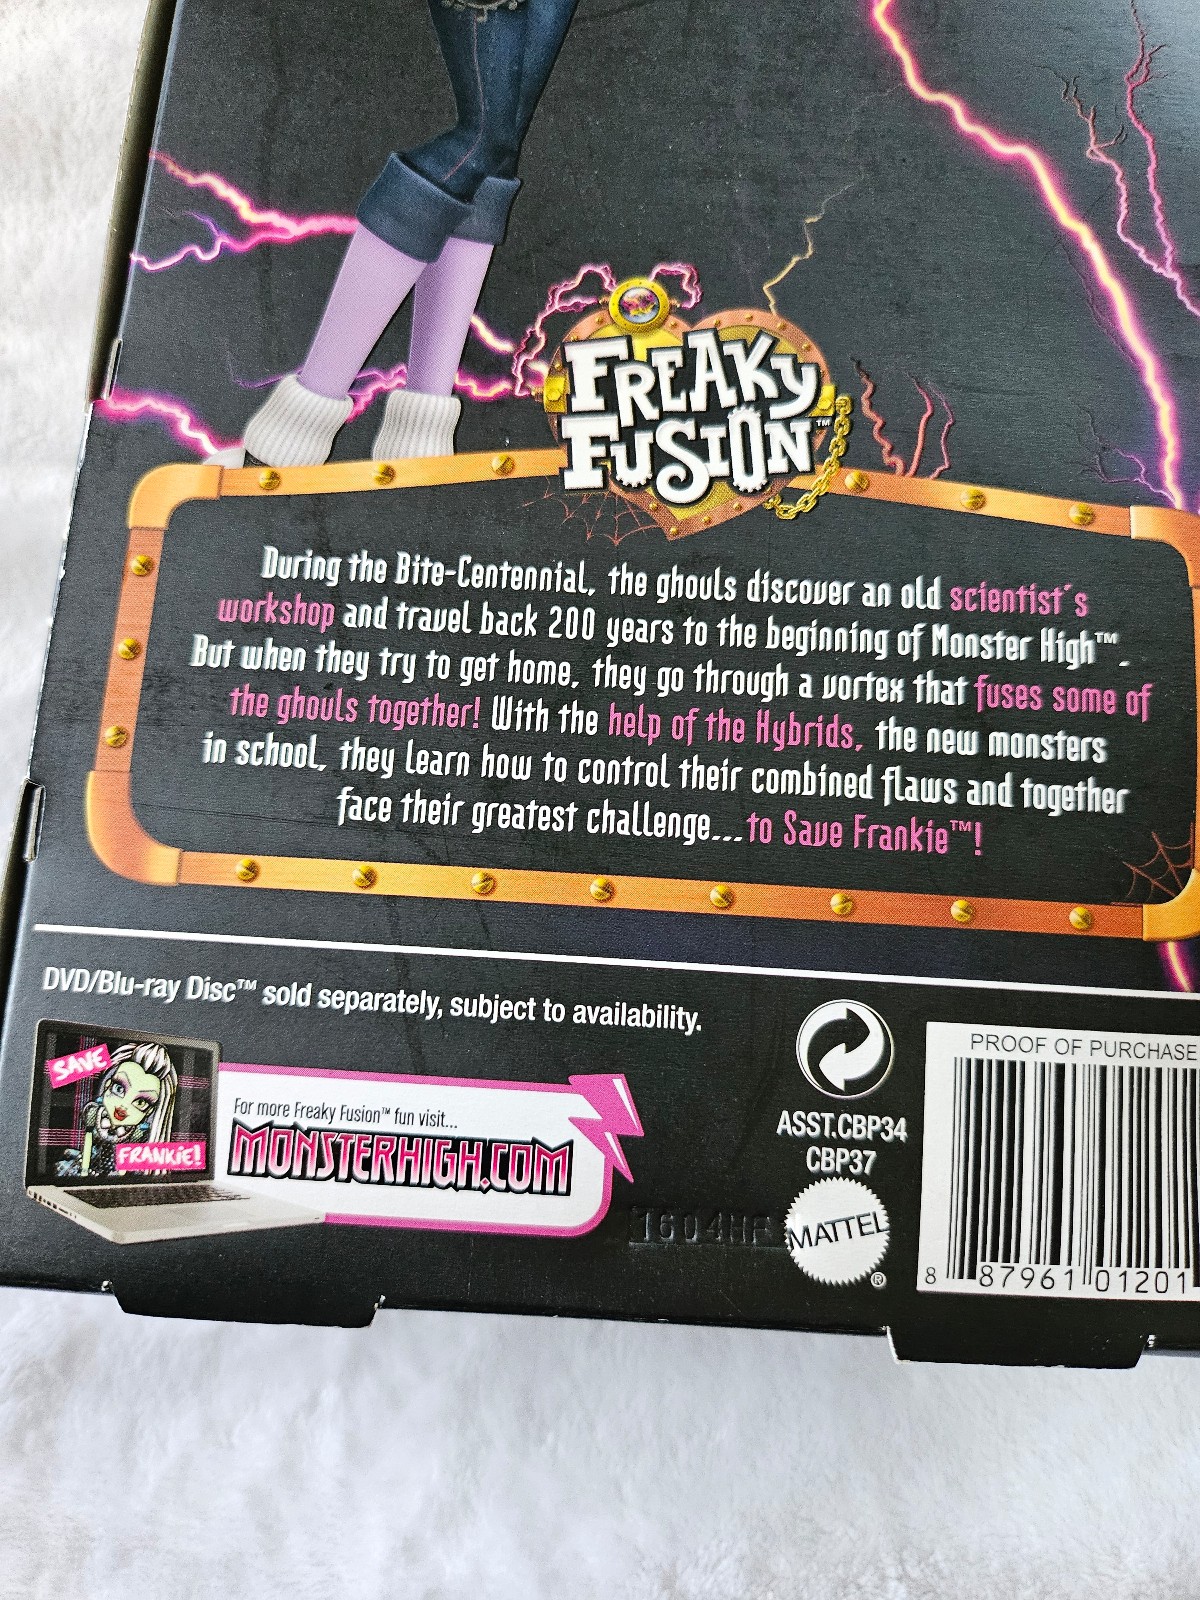 FREAKY
FUSION™
During the Bite-Centennial, the ghouls discover an old scientist's
workshop and travel back 200 years to the beginning of Monster High™.
But when they try to get home, they go through a vortex that fuses some of
the ghouls together! With the help of the Hybrids, the new monsters
in school, they learn how to control their combined flaws and together
face their greatest challenge...to Save Frankie™!
DVD/Blu-ray Disc™ sold separately, subject to availability.
SAVE
FRANKIE!
For more Freaky Fusion™ fun visit...
MONSTERHIGH.COM
ASST.CBP34
CBP37
1604HF
MATTEL
®
PROOF OF PURCHASE
8 87961 01201